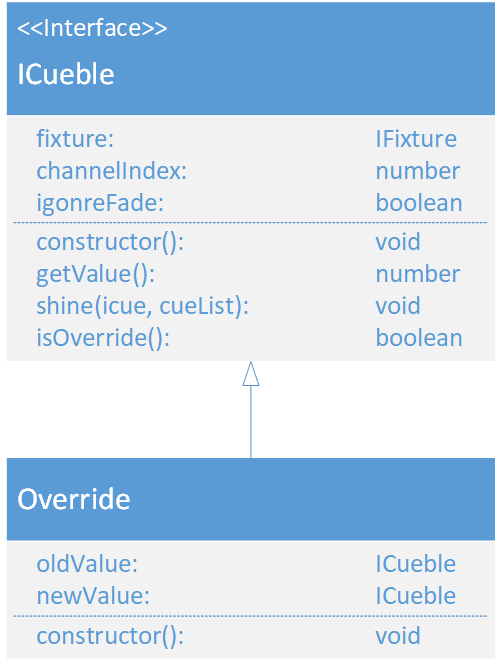 <<Interface>>
ICueble
fixture: IFixture
channelIndex: number
igonreFade: boolean
constructor(): void
getValue(): number
shine(icue, cueList): void
isOverride(): boolean
Override
oldValue: ICueble
newValue: ICueble
constructor(): void